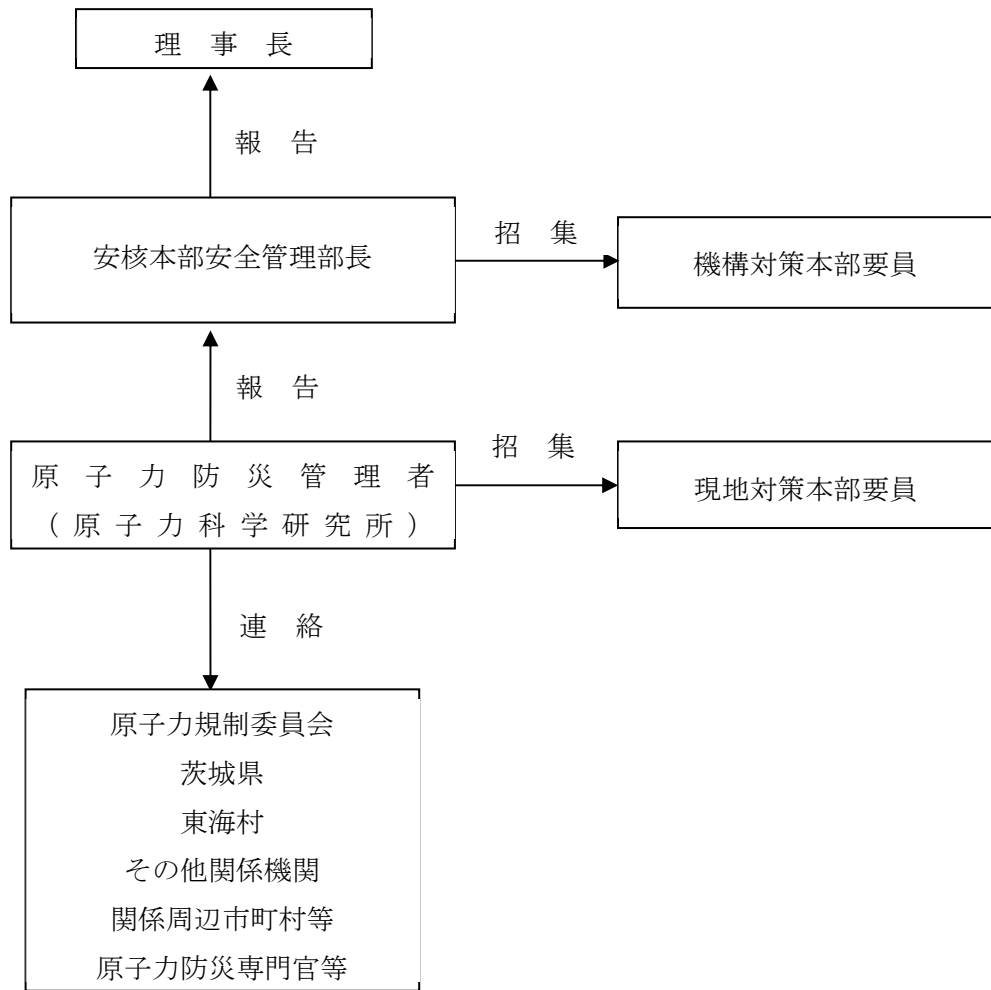 理事長
報告
安核本部安全管理部長
招集
機構対策本部要員
報告
原子力防災管理者
(原子力科学研究所)
招集
現地対策本部要員
連絡
原子力規制委員会
茨城県
東海村
その他関係機関
関係周辺市町村等
原子力防災専門官等